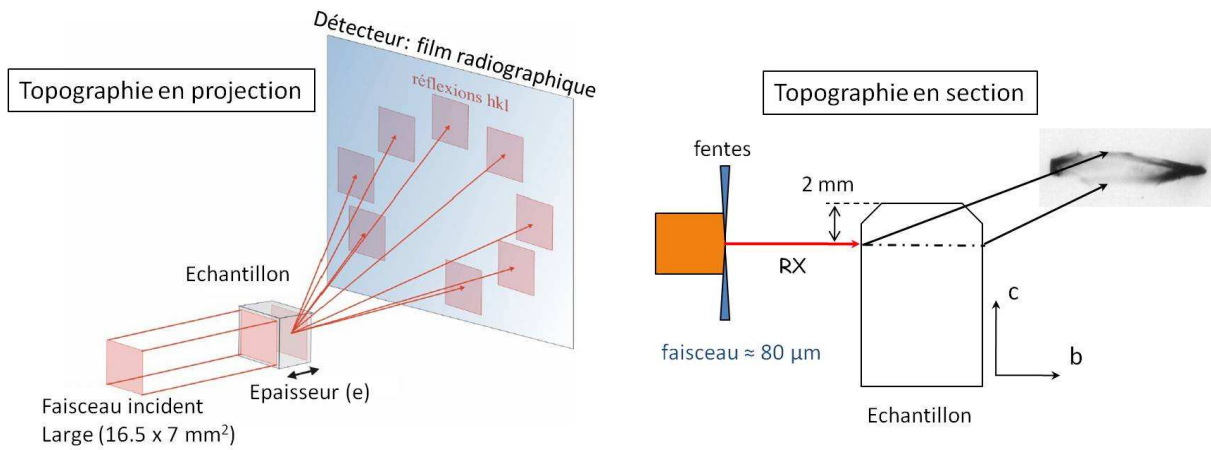 Topographie en projection
Détecteur: film radiographique
réflexions hkl
Echantillon
Epaisseur (e)
Faisceau incident
Large (16.5 x 7 mm²)
Topographie en section
fentes
2 mm
RX
faisceau ≈ 80 µm
c
b
Echantillon